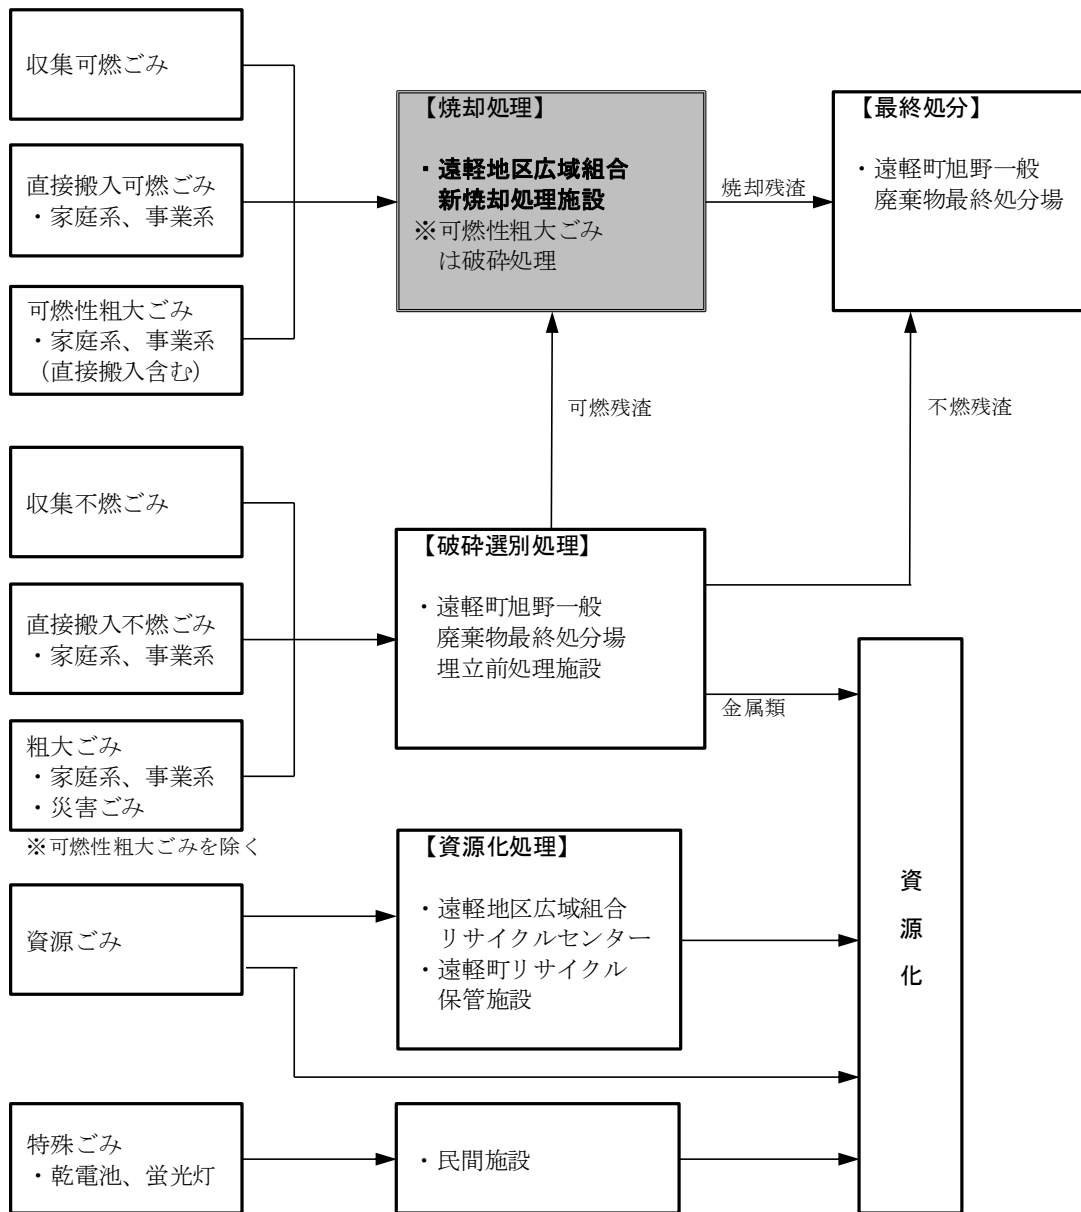 収集可燃ごみ
直接搬入可燃ごみ
・家庭系、事業系
可燃性粗大ごみ
・家庭系、事業系
（直接搬入含む）
【焼却処理】
・遠軽地区広域組合
新焼却処理施設
※可燃性粗大ごみ
は破砕処理
焼却残渣
【最終処分】
・遠軽町旭野一般
廃棄物最終処分場
可燃残渣
不燃残渣
収集不燃ごみ
直接搬入不燃ごみ
・家庭系、事業系
粗大ごみ
・家庭系、事業系
・災害ごみ
※可燃性粗大ごみを除く
【破砕選別処理】
・遠軽町旭野一般
廃棄物最終処分場
埋立前処理施設
金属類
資源ごみ
【資源化処理】
・遠軽地区広域組合
リサイクルセンター
・遠軽町リサイクル
保管施設
特殊ごみ
・乾電池、蛍光灯
・民間施設
資源化